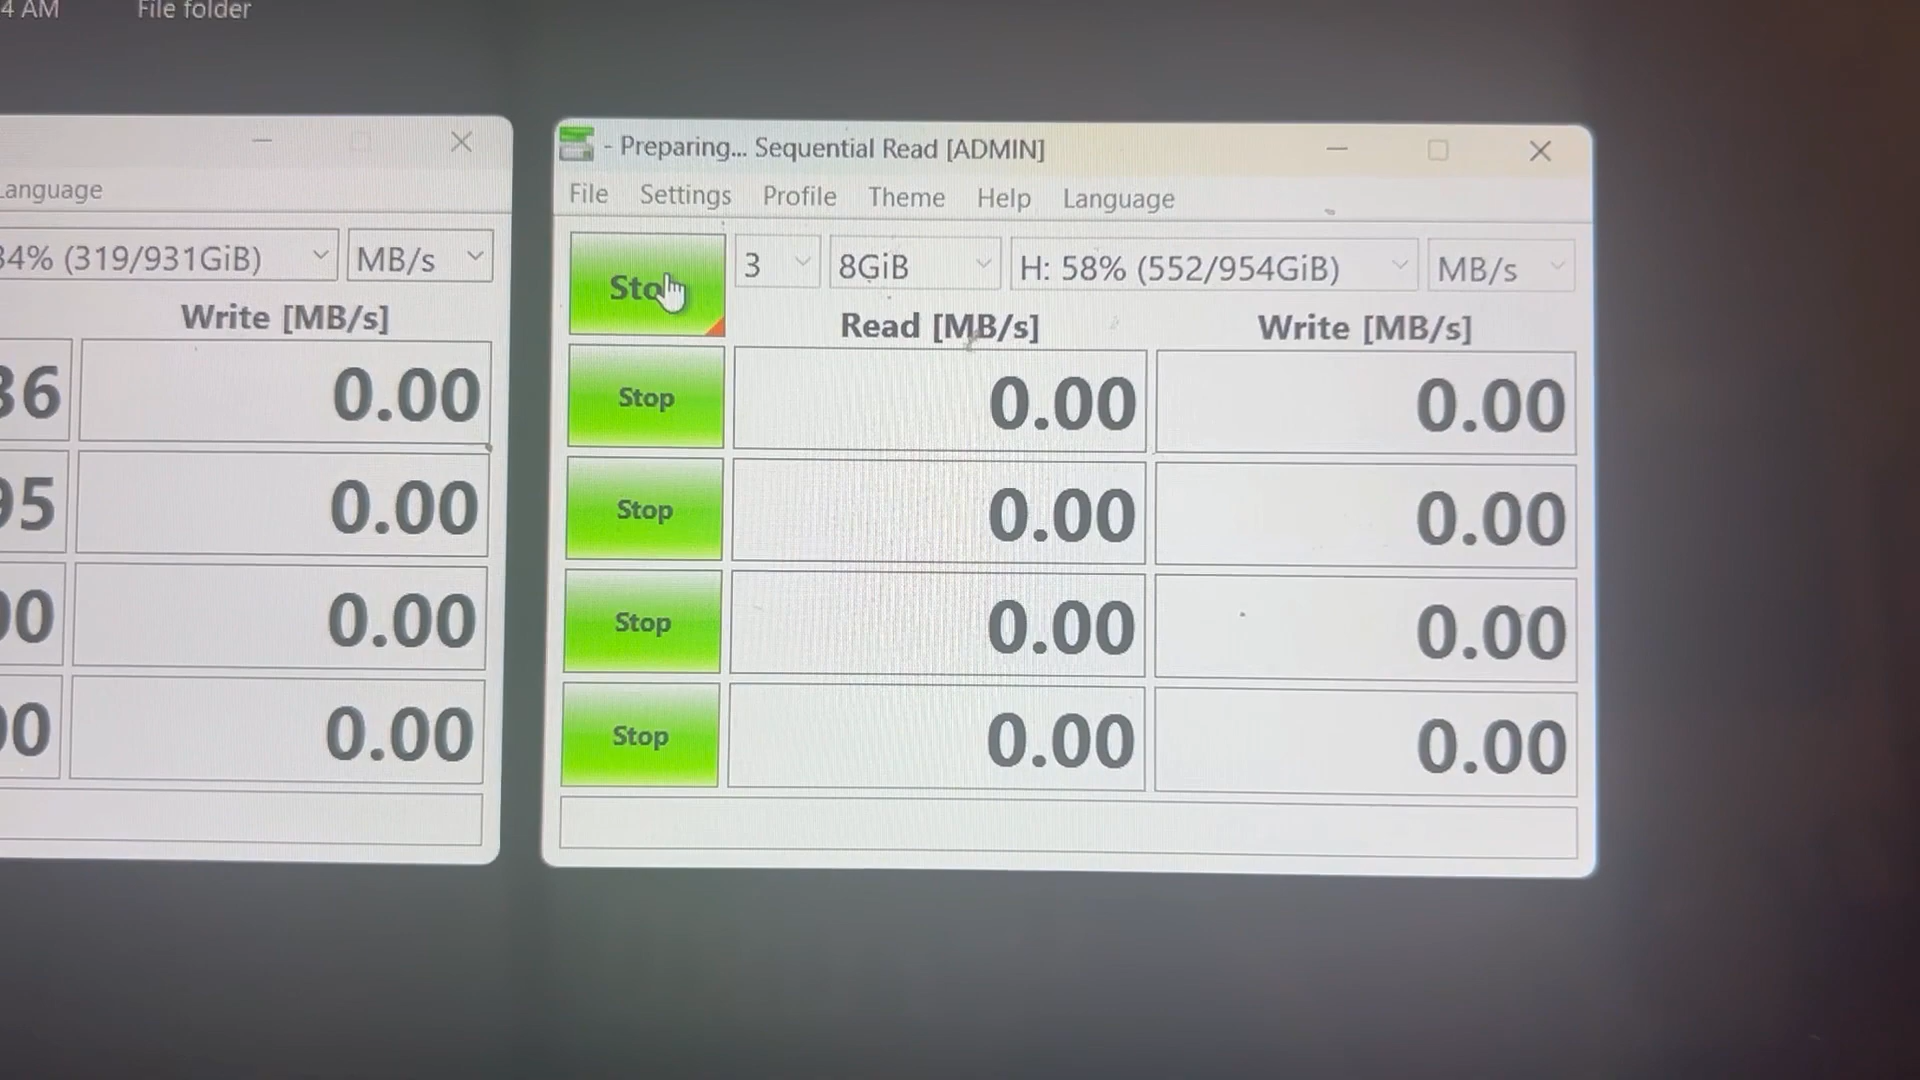 4 AM File folder
- Preparing... Sequential Read [ADMIN]
Language
File Settings Profile Theme Help Language
34% (319/931GiB) MB/s
Stop 3 8GiB H: 58% (552/954GiB) MB/s
Write [MB/s]
Read [MB/s] Write [MB/s]
36 0.00
Stop 0.00 0.00
95 0.00
Stop 0.00 0.00
00 0.00
Stop 0.00 0.00
00 0.00
Stop 0.00 0.00